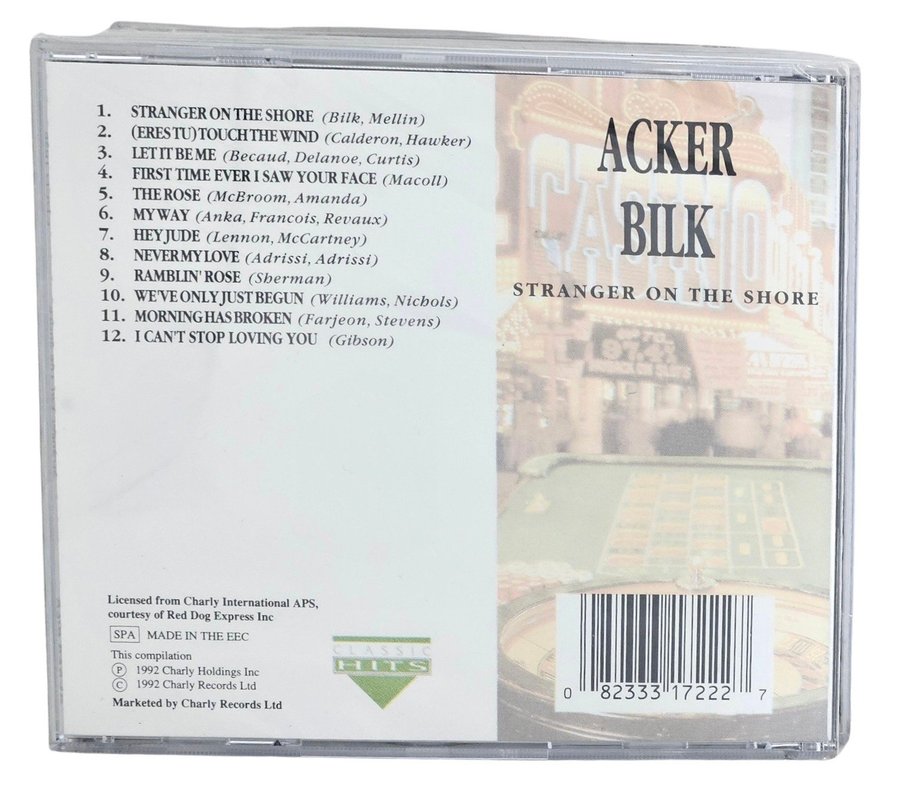 1. STRANGER ON THE SHORE (Bilk, Mellin)
2. (ERES TU) TOUCH THE WIND (Calderon, Hawker)
3. LET IT BE ME (Becaud, Delanoe, Curtis)
4. FIRST TIME EVER I SAW YOUR FACE (Macoll)
5. THE ROSE (McBroom, Amanda)
6. MY WAY (Anka, Francois, Revaux)
7. HEY JUDE (Lennon, McCartney)
8. NEVER MY LOVE (Adrissi, Adrissi)
9. RAMBLIN' ROSE (Sherman)
10. WE'VE ONLY JUST BEGUN (Williams, Nichols)
11. MORNING HAS BROKEN (Farjeon, Stevens)
12. I CAN'T STOP LOVING YOU (Gibson)
Licensed from Charly International APS,
courtesy of Red Dog Express Inc
SPA MADE IN THE EEC
This compilation
Ⓟ 1992 Charly Holdings Inc
© 1992 Charly Records Ltd
Marketed by Charly Records Ltd
CLASSIC
HITS
ACKER
BILK
STRANGER ON THE SHORE
CASINO
0 82333 17222 7